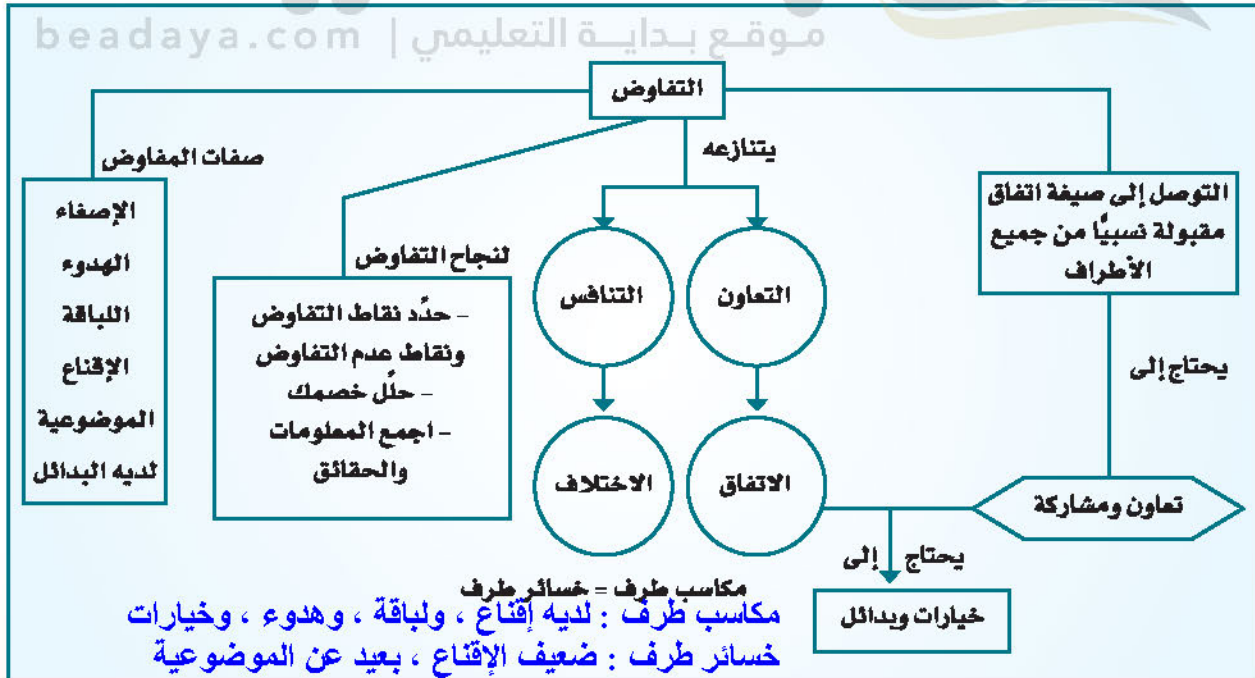 موقع بداية التعليمي | beadaya.com
التفاوض
التوصل إلى صيغة اتفاق
مقبولة نسبيًّا من جميع
الأطراف
يحتاج إلى
تعاون ومشاركة
يتنازعه
التعاون
التنافس
الاتفاق
الاختلاف
يحتاج إلى
خيارات وبدائل
لنجاح التفاوض
– حدِّد نقاط التفاوض
ونقاط عدم التفاوض
– حلِّل خصمك
– اجمع المعلومات
والحقائق
صفات المفاوض
الإصغاء
الهدوء
اللباقة
الإقناع
الموضوعية
لديه البدائل
مكاسب طرف = خسائر طرف
مكاسب طرف : لديه إقناع ، ولباقة ، وهدوء ، وخيارات
خسائر طرف : ضعيف الإقناع ، بعيد عن الموضوعية